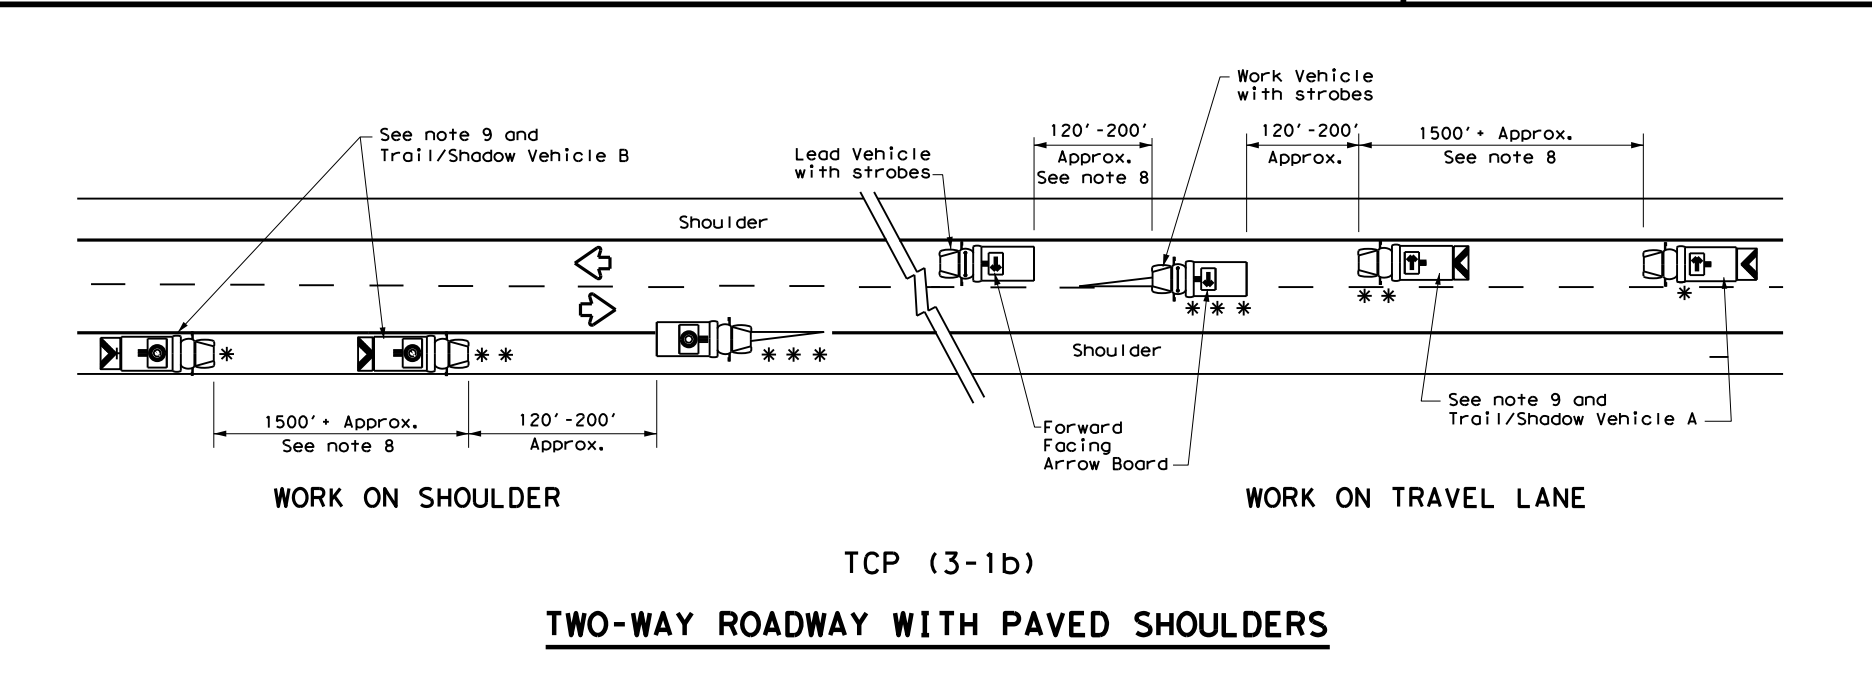 Work Vehicle
with strobes
See note 9 and
Trail/Shadow Vehicle B
Lead Vehicle
with strobes
120'-200'
Approx.
See note 8
120'-200'
Approx.
1500'+ Approx.
See note 8
Shoulder
*
* *
* * *
* * *
* *
*
Shoulder
1500'+ Approx.
See note 8
120'-200'
Approx.
Forward
Facing
Arrow Board
See note 9 and
Trail/Shadow Vehicle A
WORK ON SHOULDER
WORK ON TRAVEL LANE
TCP (3-1b)
TWO-WAY ROADWAY WITH PAVED SHOULDERS